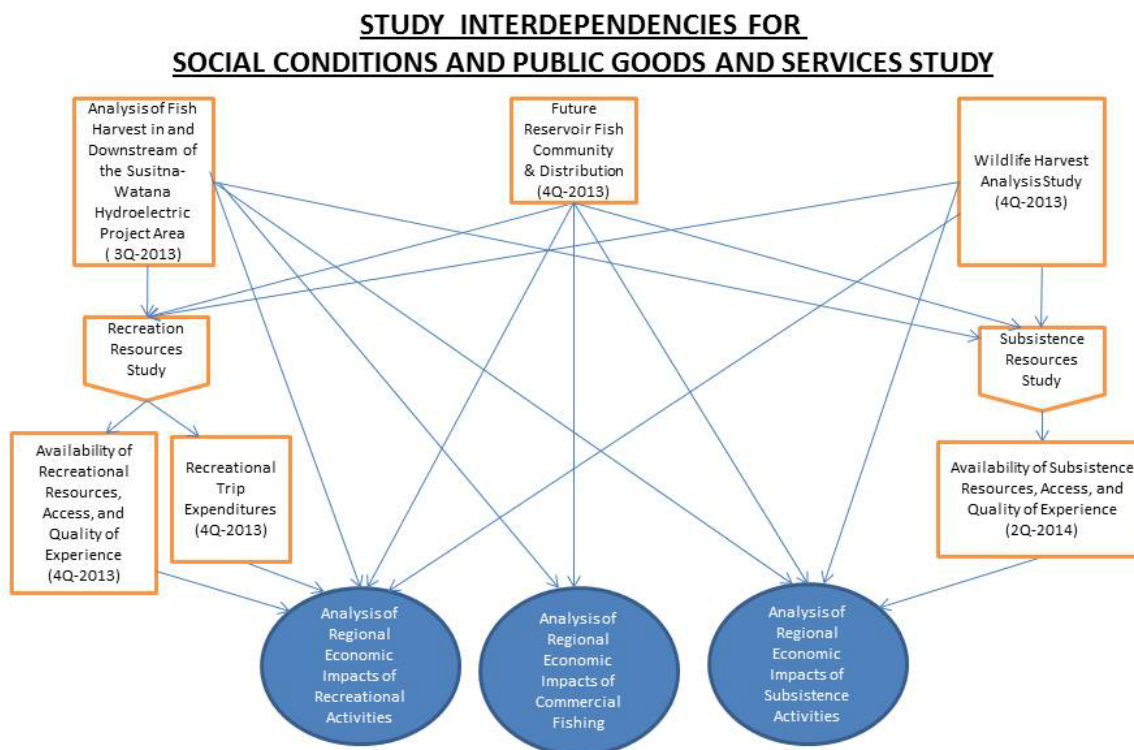 STUDY INTERDEPENDENCIES FOR
SOCIAL CONDITIONS AND PUBLIC GOODS AND SERVICES STUDY
Analysis of Fish
Harvest in and
Downstream of
the Susitna-
Watana
Hydroelectric
Project Area
( 3Q-2013)
Future
Reservoir Fish
Community
& Distribution
(4Q-2013)
Wildlife Harvest
Analysis Study
(4Q-2013)
Recreation
Resources
Study
Subsistence
Resources
Study
Availability of
Recreational
Resources,
Access, and
Quality of
Experience
(4Q-2013)
Recreational
Trip
Expenditures
(4Q-2013)
Availability of Subsistence
Resources, Access, and
Quality of Experience
(2Q-2014)
Analysis of
Regional
Economic
Impacts of
Recreational
Activities
Analysis of
Regional
Economic
Impacts of
Commercial
Fishing
Analysis of
Regional
Economic
Impacts of
Subsistence
Activities